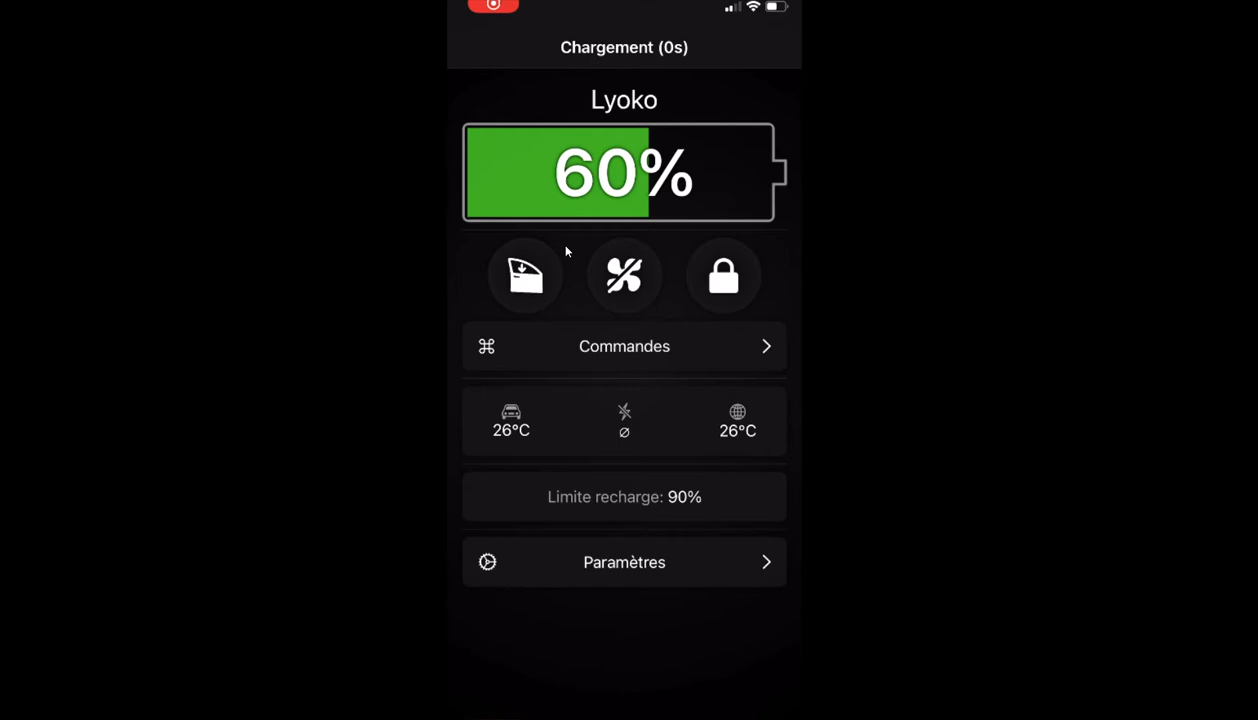 Chargement (0s)
Lyoko
60%
Commandes
26°C
26°C
Limite recharge: 90%
Paramètres